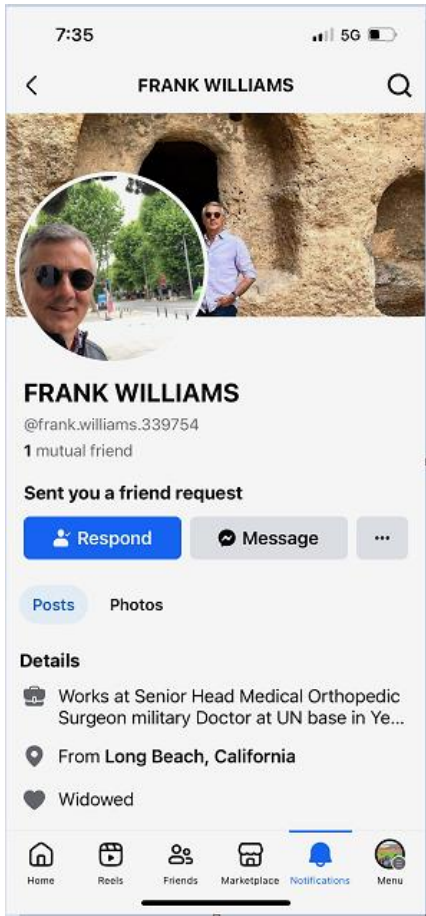 7:35
5G
FRANK WILLIAMS
FRANK WILLIAMS
@frank.williams.339754
1 mutual friend
Sent you a friend request
Respond
Message
Posts
Photos
Details
Works at Senior Head Medical Orthopedic
Surgeon military Doctor at UN base in Ye...
From Long Beach, California
Widowed
Home
Reels
Friends
Marketplace
Notifications
Menu